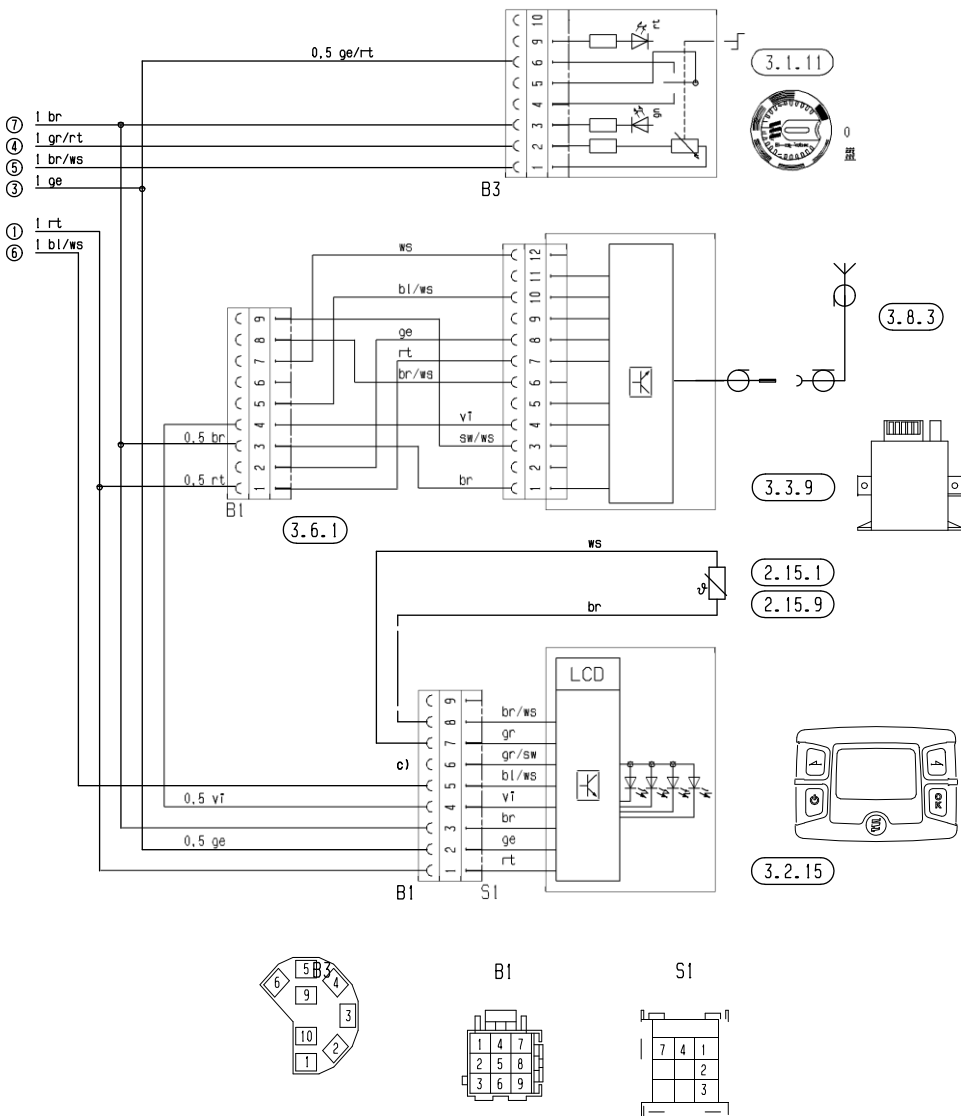 10
9
6
5
4
3
2
1
rt
gn
0,5 ge/rt
3.1.11
0
⑦ 1 br
④ 1 gr/rt
⑤ 1 br/ws
③ 1 ge
B3
① 1 rt
⑥ 1 bl/ws
ws
bl/ws
ge
rt
br/ws
vi
sw/ws
br
12
11
10
9
8
7
6
5
4
3
2
1
9
8
7
6
5
4
3
2
1
0,5 br
0,5 rt
B1
3.6.1
3.8.3
3.3.9
ws
br
ϑ
2.15.1
2.15.9
LCD
9
8
7
6
5
4
3
2
1
c)
br/ws
gr
gr/sw
bl/ws
vi
br
ge
rt
0,5 vi
0,5 ge
B1
S1
OK
3.2.15
B3
5
6
4
9
3
10
2
1
B1
1 4 7
2 5 8
3 6 9
S1
7 4 1
2
3